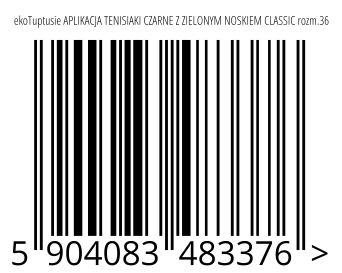 ekoTuptusie APLIKACJA TENISIAKI CZARNE Z ZIELONYM NOSKIEM CLASSIC rozm.36
5 904083 483376 >